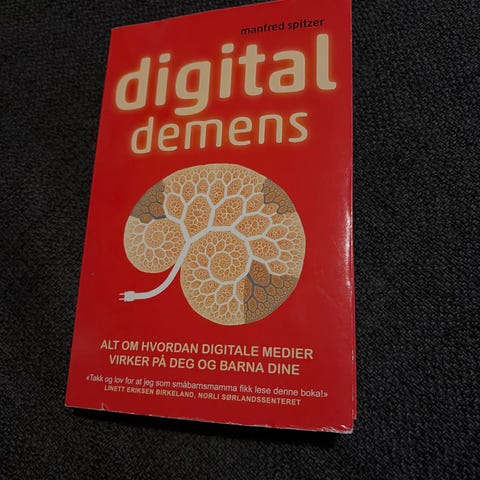 manfred spitzer
digital
demens
ALT OM HVORDAN DIGITALE MEDIER
VIRKER PÅ DEG OG BARNA DINE
«Takk og lov for at jeg som småbarnsmamma fikk lese denne boka!»
LINETT ERIKSEN BIRKELAND, NORLI SØRLANDSSENTERET